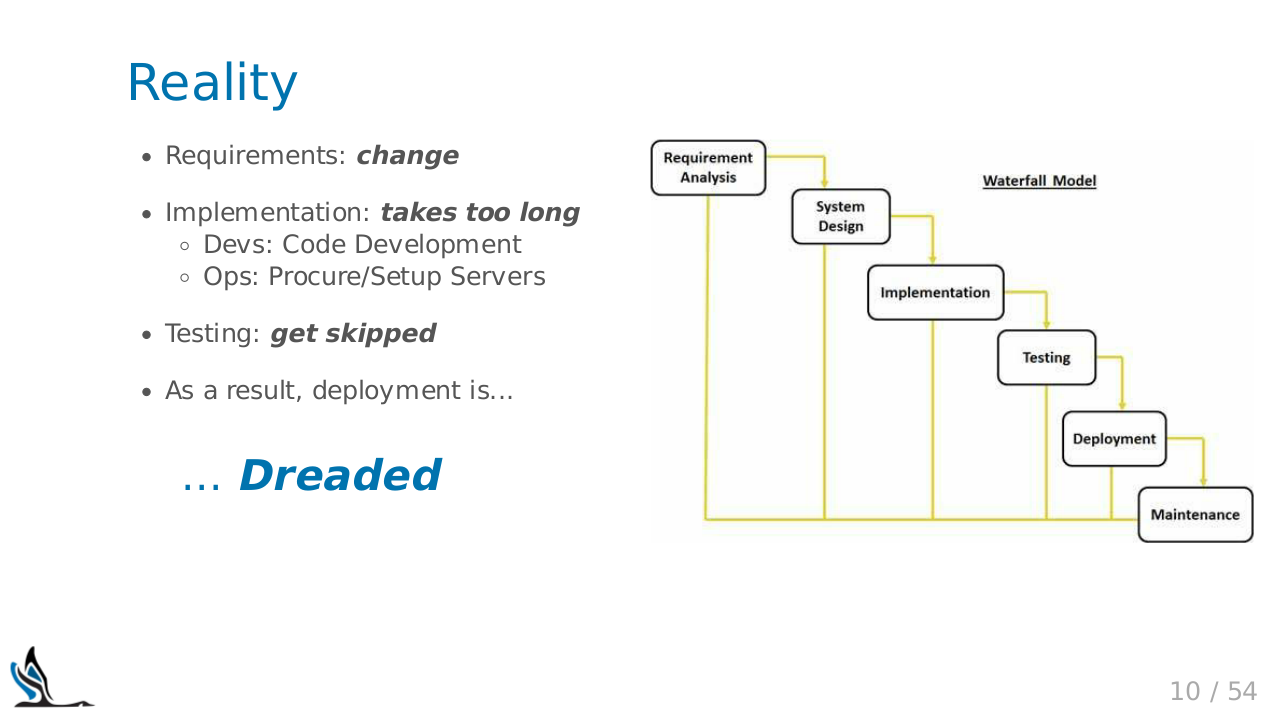 Reality
Requirements: change
Implementation: takes too long
Devs: Code Development
Ops: Procure/Setup Servers
Testing: get skipped
As a result, deployment is...
... Dreaded
Waterfall Model
Requirement
Analysis
System
Design
Implementation
Testing
Deployment
Maintenance
10 / 54